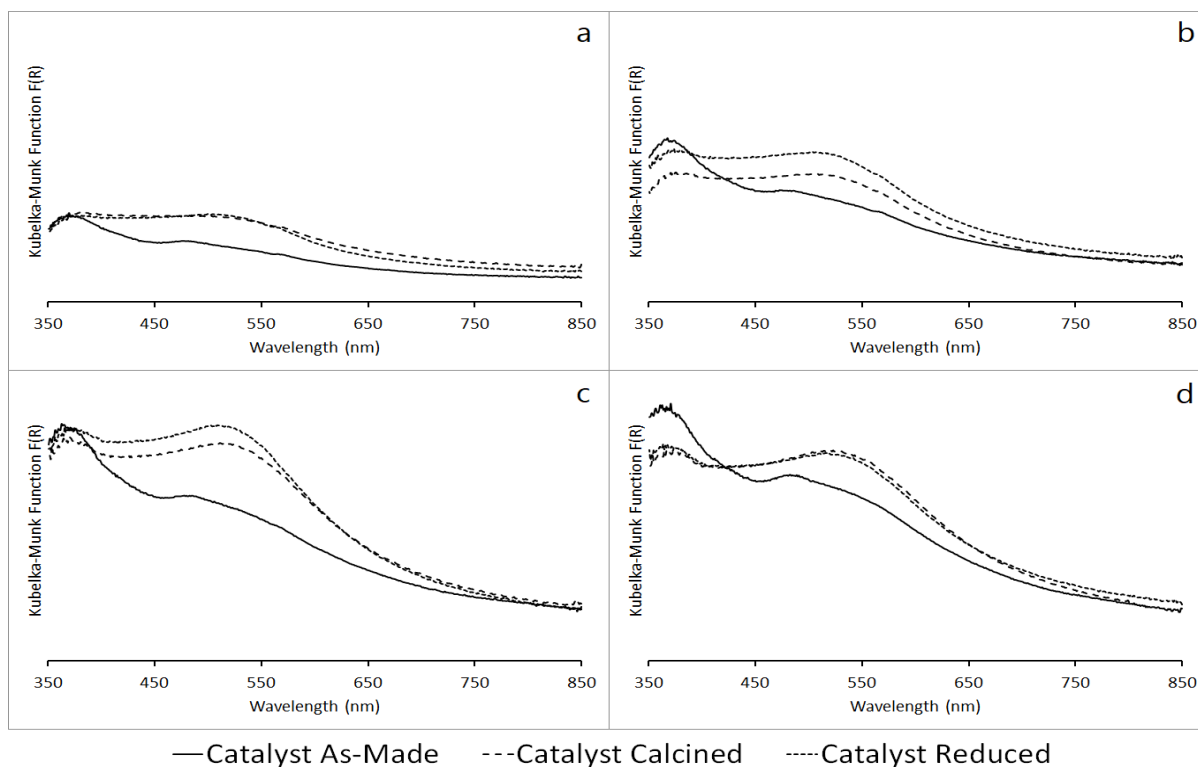 a
Kubelka-Munk Function F(R)
350 450 550 650 750 850
Wavelength (nm)
b
Kubelka-Munk Function F(R)
350 450 550 650 750 850
Wavelength (nm)
c
Kubelka-Munk Function F(R)
350 450 550 650 750 850
Wavelength (nm)
d
Kubelka-Munk Function F(R)
350 450 550 650 750 850
Wavelength (nm)
Catalyst As-Made Catalyst Calcined Catalyst Reduced